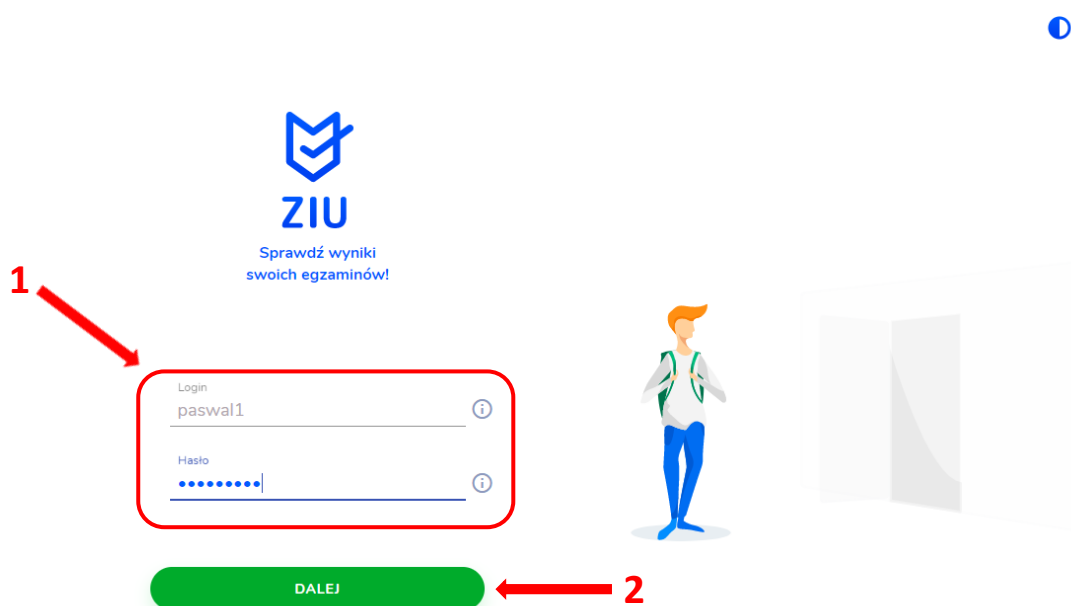 ZIU
Sprawdź wyniki
swoich egzaminów!
1
Login
paswal1
Hasło
•••••••••
DALEJ
2